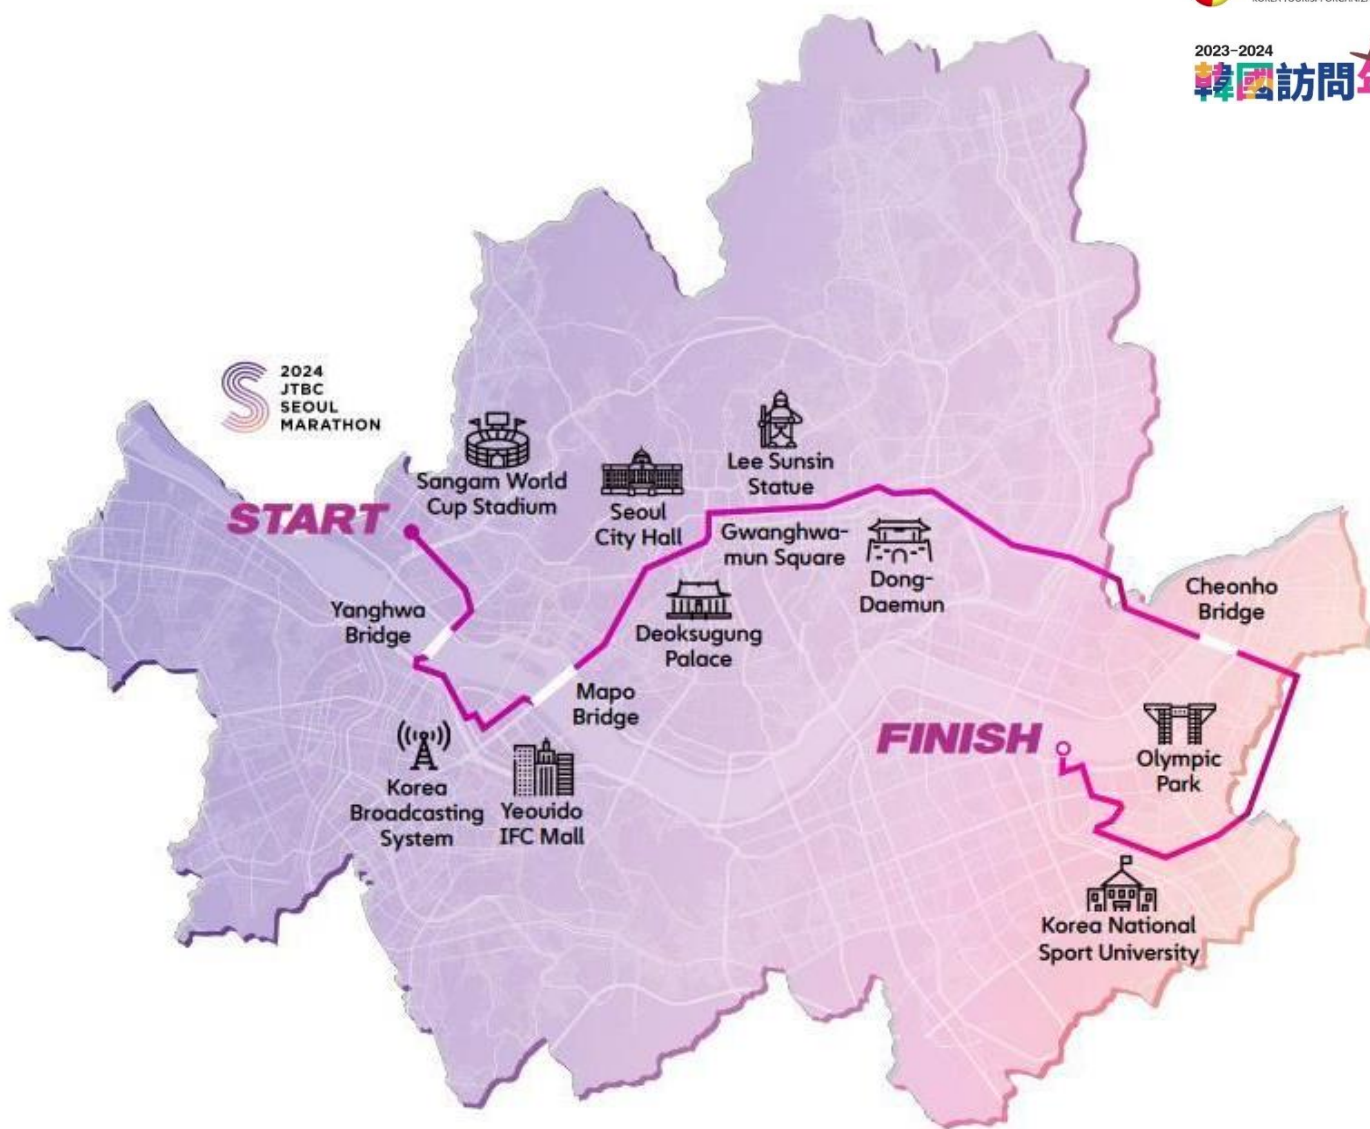 2023-2024
韓國訪問年
2024
JTBC
SEOUL
MARATHON
START
Sangam World
Cup Stadium
Seoul
City Hall
Lee Sunsin
Statue
Gwanghwa-
mun Square
Dong-
Daemun
Deoksugung
Palace
Yanghwa
Bridge
Mapo
Bridge
Cheonho
Bridge
Korea
Broadcasting
System
Yeouido
IFC Mall
FINISH
Olympic
Park
Korea National
Sport University